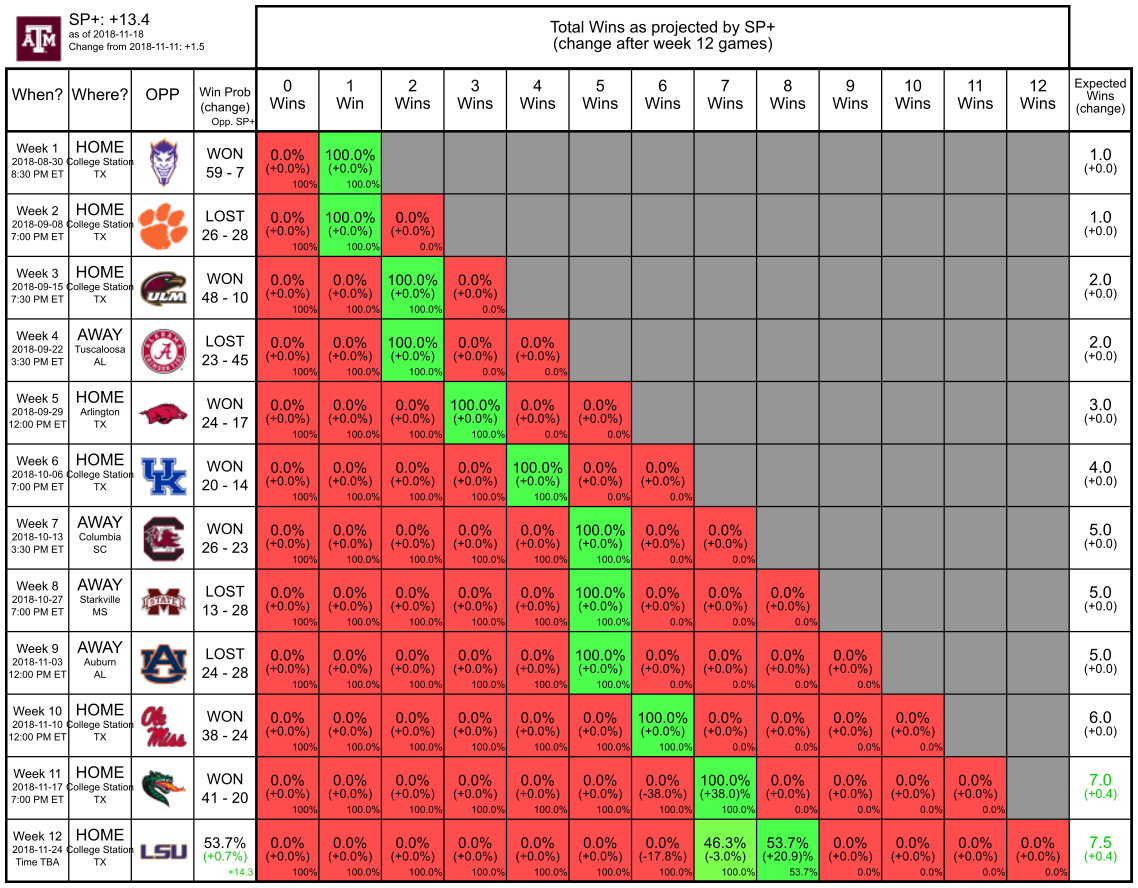 SP+: +13.4
as of 2018-11-18
Change from 2018-11-11: +1.5
ATM
Total Wins as projected by SP+
(change after week 12 games)
When? Where? OPP Win Prob (change) Opp. SP+ 0 Wins 1 Win 2 Wins 3 Wins 4 Wins 5 Wins 6 Wins 7 Wins 8 Wins 9 Wins 10 Wins 11 Wins 12 Wins Expected Wins (change)
Week 1 HOME WON 0.0% 100.0% 1.0
2018-08-30 College Station 59 - 7 (+0.0%) (+0.0%) (+0.0)
8:30 PM ET TX 100% 100.0%
Week 2 HOME LOST 0.0% 100.0% 0.0% 1.0
2018-09-08 College Station 26 - 28 (+0.0%) (+0.0%) (+0.0%) (+0.0)
7:00 PM ET TX 100% 100.0% 0.0%
Week 3 HOME WON 0.0% 0.0% 100.0% 0.0% 2.0
2018-09-15 College Station ULM 48 - 10 (+0.0%) (+0.0%) (+0.0%) (+0.0%) (+0.0)
7:30 PM ET TX 100% 100.0% 100.0% 0.0%
Week 4 AWAY LOST 0.0% 0.0% 100.0% 0.0% 0.0% 2.0
2018-09-22 Tuscaloosa ALABAMA A CRIMSON TIDE 23 - 45 (+0.0%) (+0.0%) (+0.0%) (+0.0%) (+0.0%) (+0.0)
3:30 PM ET AL 100% 100.0% 100.0% 0.0% 0.0%
Week 5 HOME WON 0.0% 0.0% 0.0% 100.0% 0.0% 0.0% 3.0
2018-09-29 Arlington 24 - 17 (+0.0%) (+0.0%) (+0.0%) (+0.0%) (+0.0%) (+0.0%) (+0.0)
12:00 PM ET TX 100% 100.0% 100.0% 100.0% 0.0% 0.0%
Week 6 HOME WON 0.0% 0.0% 0.0% 0.0% 100.0% 0.0% 0.0% 4.0
2018-10-06 College Station UK 20 - 14 (+0.0%) (+0.0%) (+0.0%) (+0.0%) (+0.0%) (+0.0%) (+0.0%) (+0.0)
7:00 PM ET TX 100% 100.0% 100.0% 100.0% 100.0% 0.0% 0.0%
Week 7 AWAY WON 0.0% 0.0% 0.0% 0.0% 0.0% 100.0% 0.0% 0.0% 5.0
2018-10-13 Columbia C 26 - 23 (+0.0%) (+0.0%) (+0.0%) (+0.0%) (+0.0%) (+0.0%) (+0.0%) (+0.0%) (+0.0)
3:30 PM ET SC 100% 100.0% 100.0% 100.0% 100.0% 100.0% 0.0% 0.0%
Week 8 AWAY LOST 0.0% 0.0% 0.0% 0.0% 0.0% 100.0% 0.0% 0.0% 0.0% 5.0
2018-10-27 Starkville STATE 13 - 28 (+0.0%) (+0.0%) (+0.0%) (+0.0%) (+0.0%) (+0.0%) (+0.0%) (+0.0%) (+0.0%) (+0.0)
7:00 PM ET MS 100% 100.0% 100.0% 100.0% 100.0% 100.0% 0.0% 0.0% 0.0%
Week 9 AWAY LOST 0.0% 0.0% 0.0% 0.0% 0.0% 100.0% 0.0% 0.0% 0.0% 0.0% 5.0
2018-11-03 Auburn AU 24 - 28 (+0.0%) (+0.0%) (+0.0%) (+0.0%) (+0.0%) (+0.0%) (+0.0%) (+0.0%) (+0.0%) (+0.0%) (+0.0)
12:00 PM ET AL 100% 100.0% 100.0% 100.0% 100.0% 100.0% 0.0% 0.0% 0.0% 0.0%
Week 10 HOME Ole Miss WON 0.0% 0.0% 0.0% 0.0% 0.0% 0.0% 100.0% 0.0% 0.0% 0.0% 0.0% 6.0
2018-11-10 College Station 38 - 24 (+0.0%) (+0.0%) (+0.0%) (+0.0%) (+0.0%) (+0.0%) (+0.0%) (+0.0%) (+0.0%) (+0.0%) (+0.0%) (+0.0)
12:00 PM ET TX 100% 100.0% 100.0% 100.0% 100.0% 100.0% 100.0% 0.0% 0.0% 0.0% 0.0%
Week 11 HOME WON 0.0% 0.0% 0.0% 0.0% 0.0% 0.0% 0.0% 100.0% 0.0% 0.0% 0.0% 0.0% 7.0
2018-11-17 College Station 41 - 20 (+0.0%) (+0.0%) (+0.0%) (+0.0%) (+0.0%) (+0.0%) (-38.0%) (+38.0)% (+0.0%) (+0.0%) (+0.0%) (+0.0%) (+0.4)
7:00 PM ET TX 100% 100.0% 100.0% 100.0% 100.0% 100.0% 100.0% 100.0% 0.0% 0.0% 0.0% 0.0%
Week 12 HOME 53.7% 0.0% 0.0% 0.0% 0.0% 0.0% 0.0% 0.0% 46.3% 53.7% 0.0% 0.0% 0.0% 0.0% 7.5
2018-11-24 College Station LSU (+0.7%) (+0.0%) (+0.0%) (+0.0%) (+0.0%) (+0.0%) (+0.0%) (-17.8%) (-3.0%) (+20.9)% (+0.0%) (+0.0%) (+0.0%) (+0.0%) (+0.4)
Time TBA TX +14.3 100% 100.0% 100.0% 100.0% 100.0% 100.0% 100.0% 100.0% 53.7% 0.0% 0.0% 0.0% 0.0%